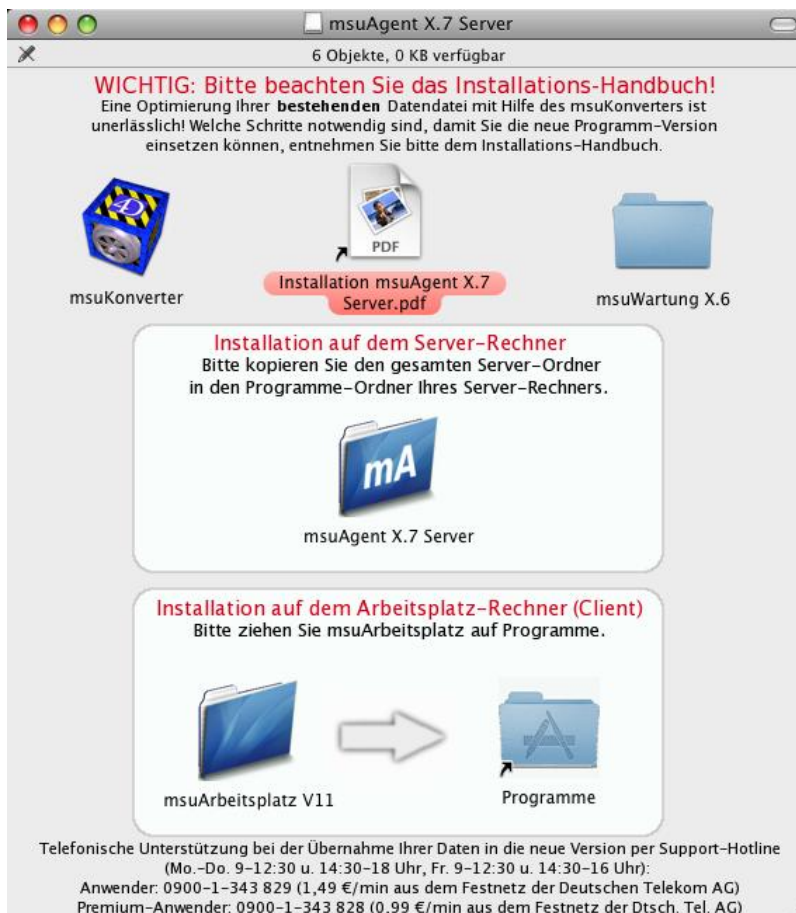 msuAgent X.7 Server
6 Objekte, 0 KB verfügbar
WICHTIG: Bitte beachten Sie das Installations-Handbuch!
Eine Optimierung Ihrer bestehenden Datendatei mit Hilfe des msuKonverters ist
unerlässlich! Welche Schritte notwendig sind, damit Sie die neue Programm-Version
einsetzen können, entnehmen Sie bitte dem Installations-Handbuch.
4D
PDF
msuKonverter
Installation msuAgent X.7
Server.pdf
msuWartung X.6
Installation auf dem Server-Rechner
Bitte kopieren Sie den gesamten Server-Ordner
in den Programme-Ordner Ihres Server-Rechners.
mA
msuAgent X.7 Server
Installation auf dem Arbeitsplatz-Rechner (Client)
Bitte ziehen Sie msuArbeitsplatz auf Programme.
msuArbeitsplatz V11
Programme
Telefonische Unterstützung bei der Übernahme Ihrer Daten in die neue Version per Support-Hotline
(Mo.-Do. 9-12:30 u. 14:30-18 Uhr, Fr. 9-12:30 u. 14:30-16 Uhr):
Anwender: 0900-1-343 829 (1,49 €/min aus dem Festnetz der Deutschen Telekom AG)
Premium-Anwender: 0900-1-343 828 (0,99 €/min aus dem Festnetz der Dtsch. Tel. AG)